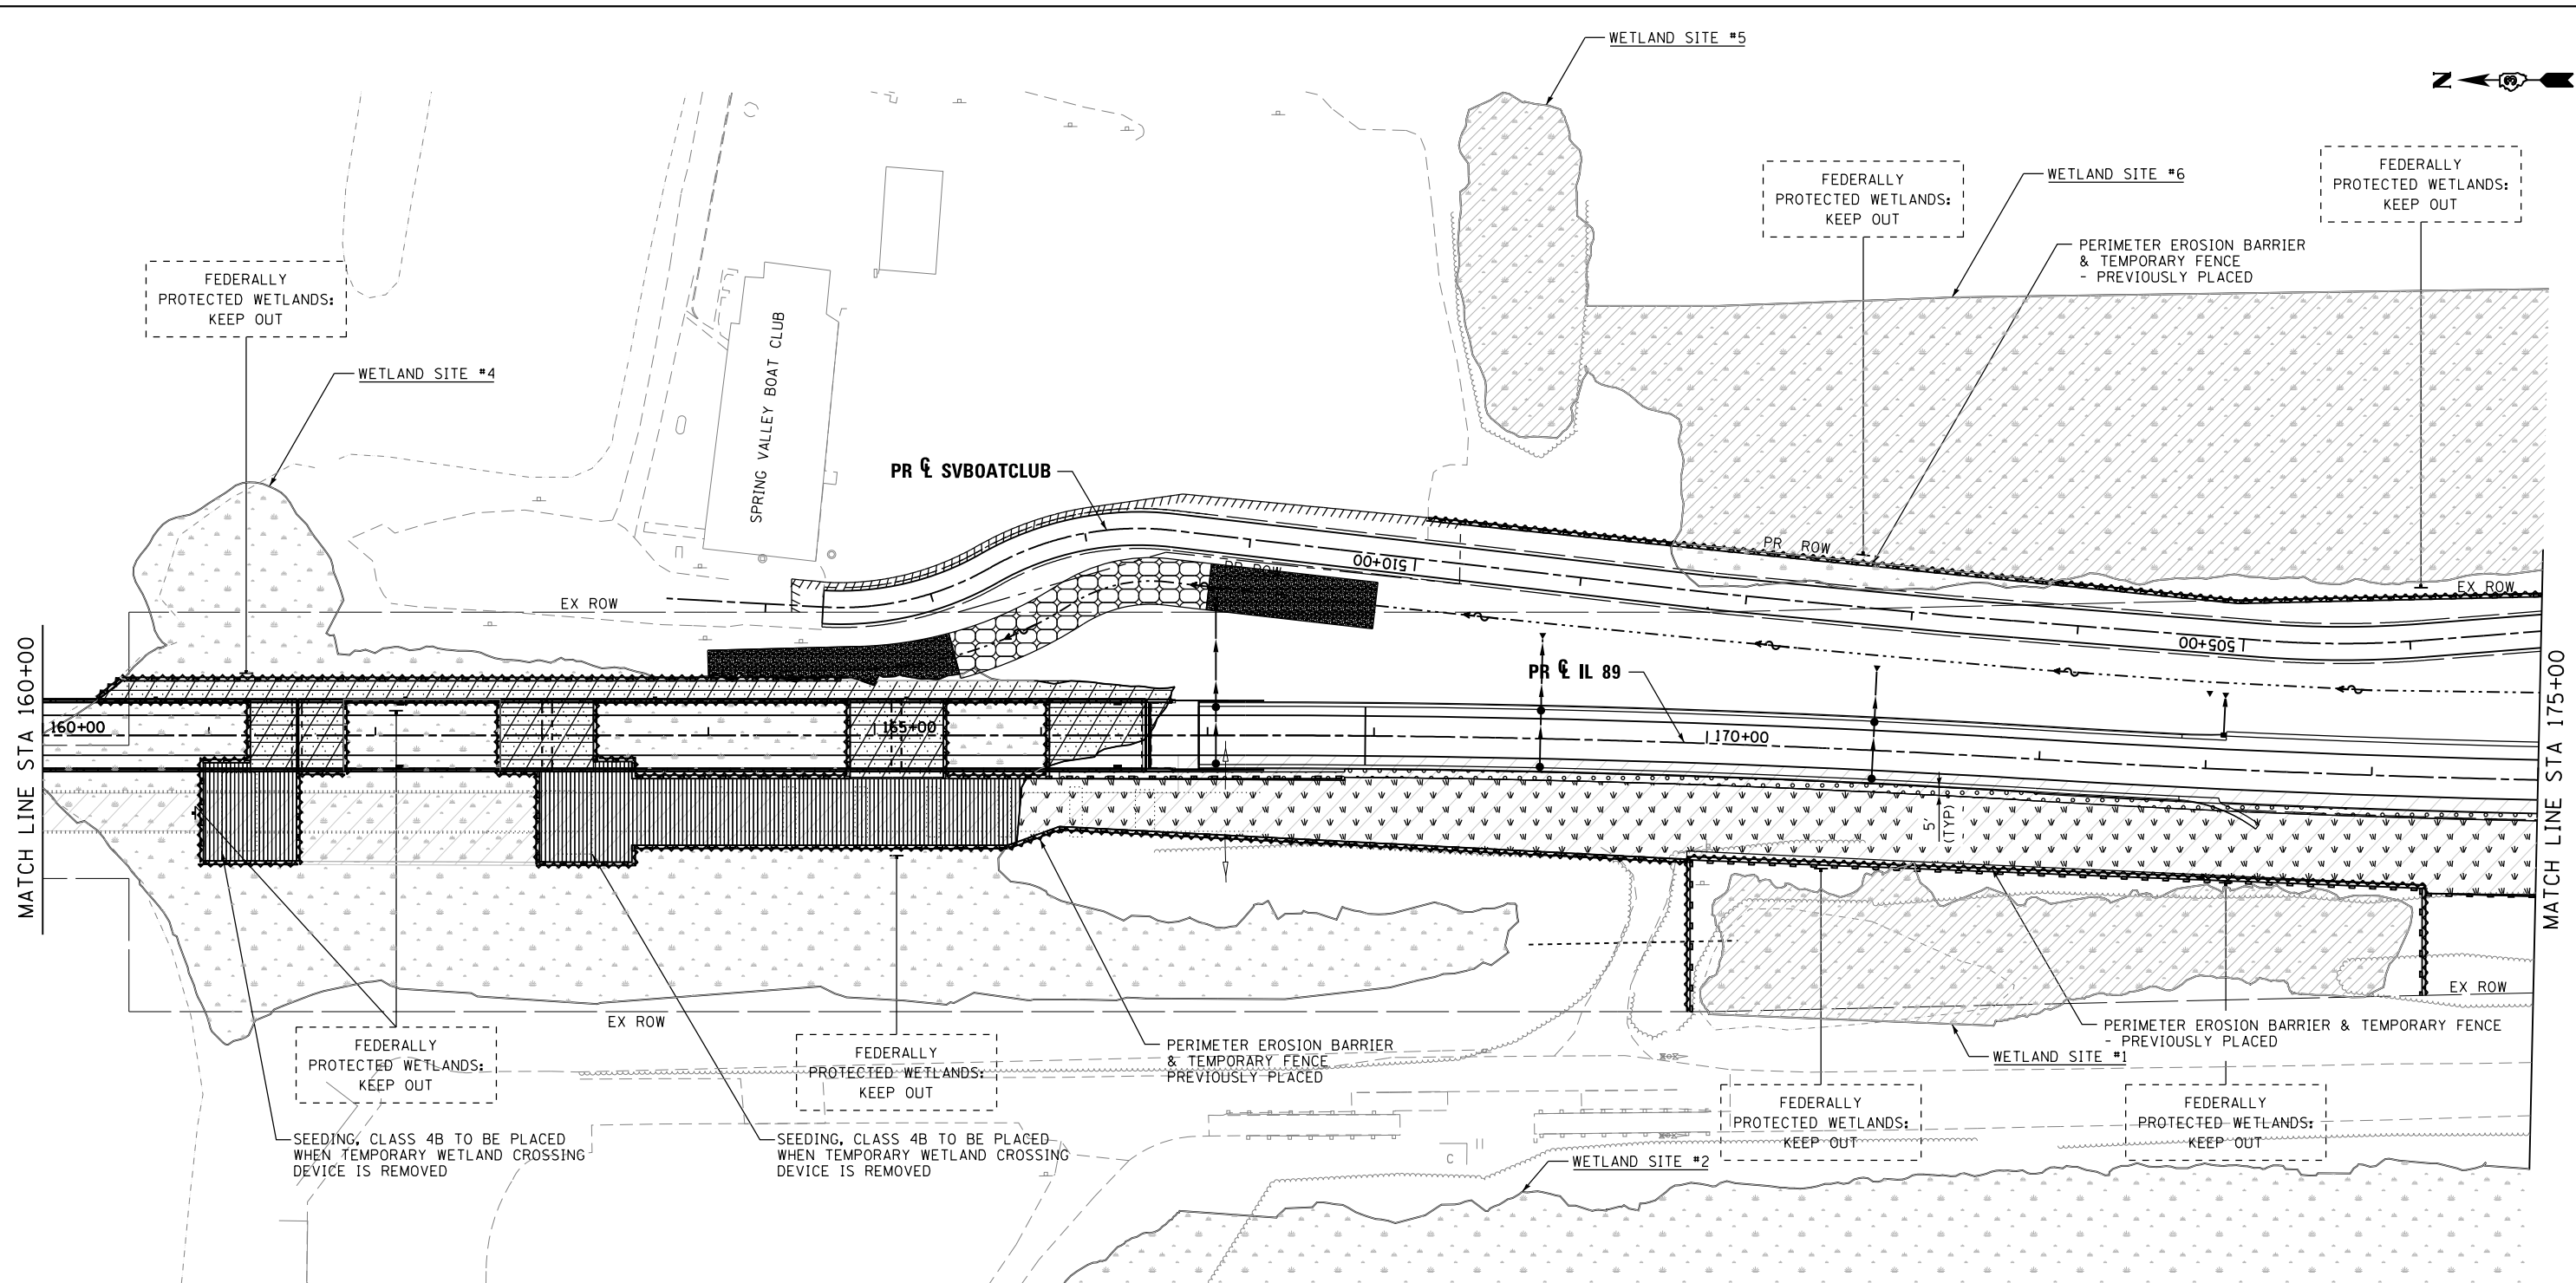 WETLAND SITE #5
N
FEDERALLY
PROTECTED WETLANDS:
KEEP OUT
FEDERALLY
PROTECTED WETLANDS:
KEEP OUT
WETLAND SITE #6
PERIMETER EROSION BARRIER
& TEMPORARY FENCE
- PREVIOUSLY PLACED
FEDERALLY
PROTECTED WETLANDS:
KEEP OUT
WETLAND SITE #4
SPRING VALLEY BOAT CLUB
PR ℄ SVBOATCLUB
PR ROW
510+00
PR ROW
EX ROW
EX ROW
505+00
PR ℄ IL 89
MATCH LINE STA 160+00
160+00
165+00
170+00
MATCH LINE STA 175+00
5'
(TYP)
EX ROW
EX ROW
FEDERALLY
PROTECTED WETLANDS:
KEEP OUT
FEDERALLY
PROTECTED WETLANDS:
KEEP OUT
PERIMETER EROSION BARRIER
& TEMPORARY FENCE
PREVIOUSLY PLACED
PERIMETER EROSION BARRIER & TEMPORARY FENCE
- PREVIOUSLY PLACED
WETLAND SITE #1
FEDERALLY
PROTECTED WETLANDS:
KEEP OUT
FEDERALLY
PROTECTED WETLANDS:
KEEP OUT
SEEDING, CLASS 4B TO BE PLACED
WHEN TEMPORARY WETLAND CROSSING
DEVICE IS REMOVED
SEEDING, CLASS 4B TO BE PLACED
WHEN TEMPORARY WETLAND CROSSING
DEVICE IS REMOVED
C
WETLAND SITE #2